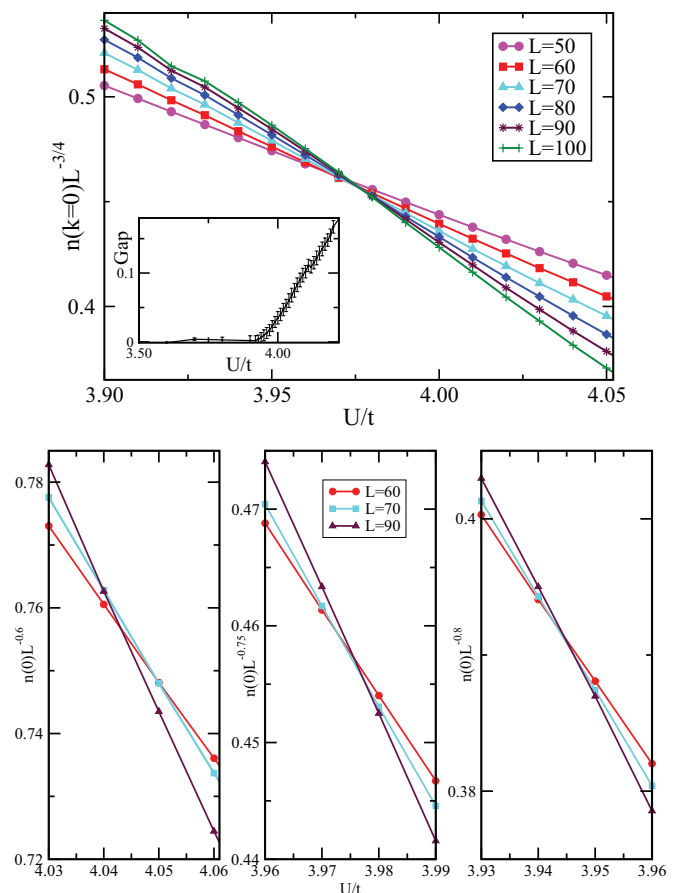 0.5
0.4
n(k=0)L^-3/4
L=50
L=60
L=70
L=80
L=90
L=100
Gap
0.1
0
3.50
4.00
U/t
3.90
3.95
4.00
4.05
U/t
0.78
0.76
0.74
0.72
n(0)L^-0.6
4.03
4.04
4.05
4.06
0.47
0.46
0.45
0.44
n(0)L^-0.75
L=60
L=70
L=90
3.96
3.97
3.98
3.99
U/t
0.4
0.38
n(0)L^-0.8
3.93
3.94
3.95
3.96